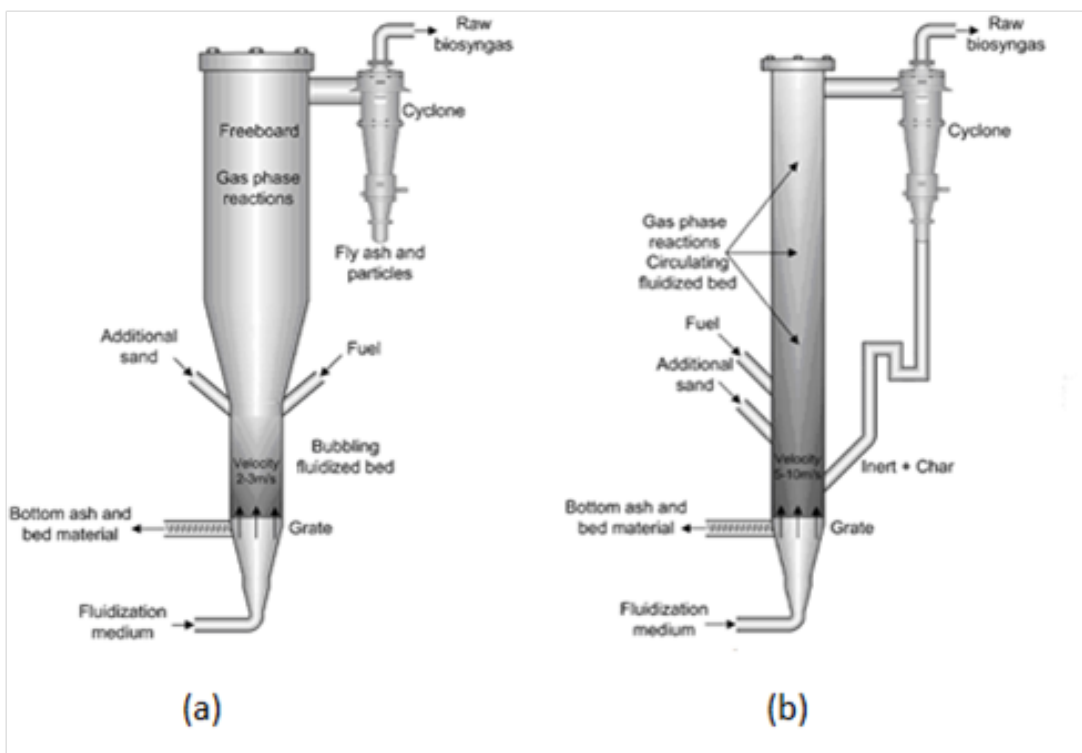 Raw
biosyngas
Cyclone
Freeboard
Gas phase
reactions
Fly ash and
particles
Additional
sand
Fuel
Velocity
2-3m/s
Bubbling
fluidized bed
Bottom ash and
bed material
Grate
Fluidization
medium
(a)
Raw
biosyngas
Cyclone
Gas phase
reactions
Circulating
fluidized bed
Fuel
Additional
sand
Velocity
5-10m/s
Inert + Char
Bottom ash and
bed material
Grate
Fluidization
medium
(b)